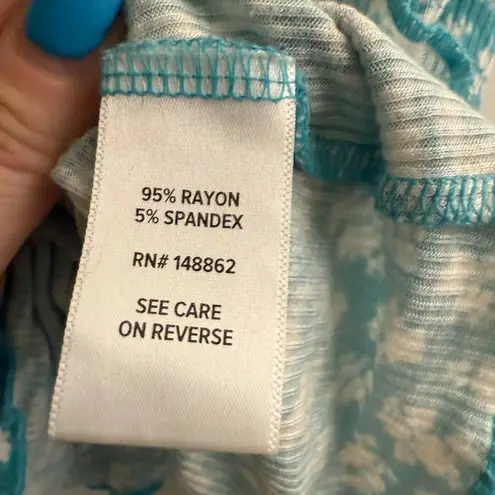 95% RAYON
5% SPANDEX
RN# 148862
SEE CARE
ON REVERSE